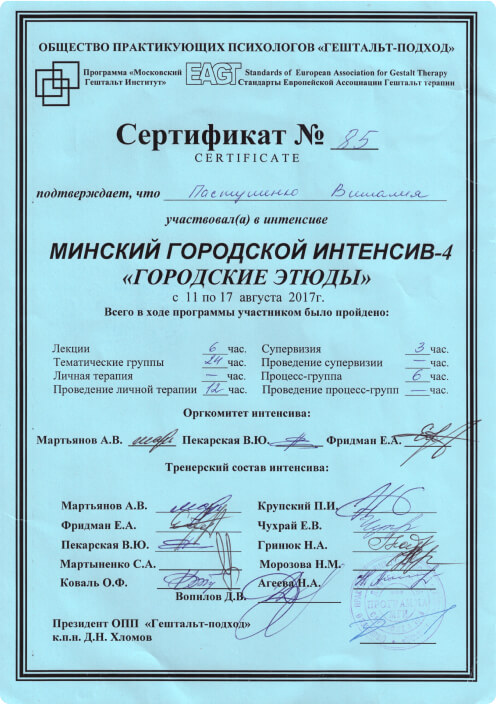 ОБЩЕСТВО ПРАКТИКУЮЩИХ ПСИХОЛОГОВ «ГЕШТАЛЬТ-ПОДХОД»
Программа «Московский Гештальт Институт»
EAGT Standards of European Association for Gestalt Therapy
Стандарты Европейской Ассоциации Гештальт терапии
Сертификат № 85
CERTIFICATE
подтверждает, что Пастушенко Виталия
участвовал(а) в интенсиве
МИНСКИЙ ГОРОДСКОЙ ИНТЕНСИВ-4
«ГОРОДСКИЕ ЭТЮДЫ»
с 11 по 17 августа 2017г.
Всего в ходе программы участником было пройдено:
Лекции 6 час. Супервизия 3 час.
Тематические группы 24 час. Проведение супервизии — час.
Личная терапия — час. Процесс-группа 6 час.
Проведение личной терапии 12 час. Проведение процесс-групп — час.
Оргкомитет интенсива:
Мартьянов А.В. Пекарская В.Ю. Фридман Е.А.
Тренерский состав интенсива:
Мартьянов А.В. Крупский П.И.
Фридман Е.А. Чухрай Е.В.
Пекарская В.Ю. Гринюк Н.А.
Мартыненко С.А. Морозова Н.М.
Коваль О.Ф. Агеева Н.А.
Вопилов Д.В.
Президент ОПП «Гештальт-подход»
к.п.н. Д.Н. Хломов